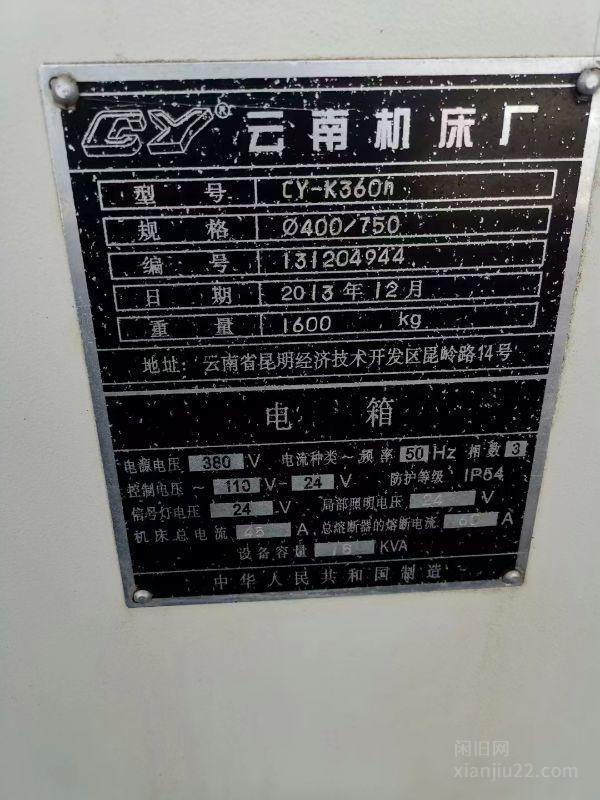 CY® 云南机床厂
型号 CY-K360n
规格 Ø400/750
编号 131204944
日期 2013年12月
重量 1600 kg
地址：云南省昆明经济技术开发区昆岭路14号
电箱
电源电压 380 V 电流种类～ 频率 50 Hz 相数 3
控制电压～ 110 V－ 24 V 防护等级 IP54
信号灯电压 24 V 局部照明电压 24 V
机床总电流 A 总熔断器的熔断电流 A
设备容量 KVA
中华人民共和国制造
闲旧网
xianjiu22.com